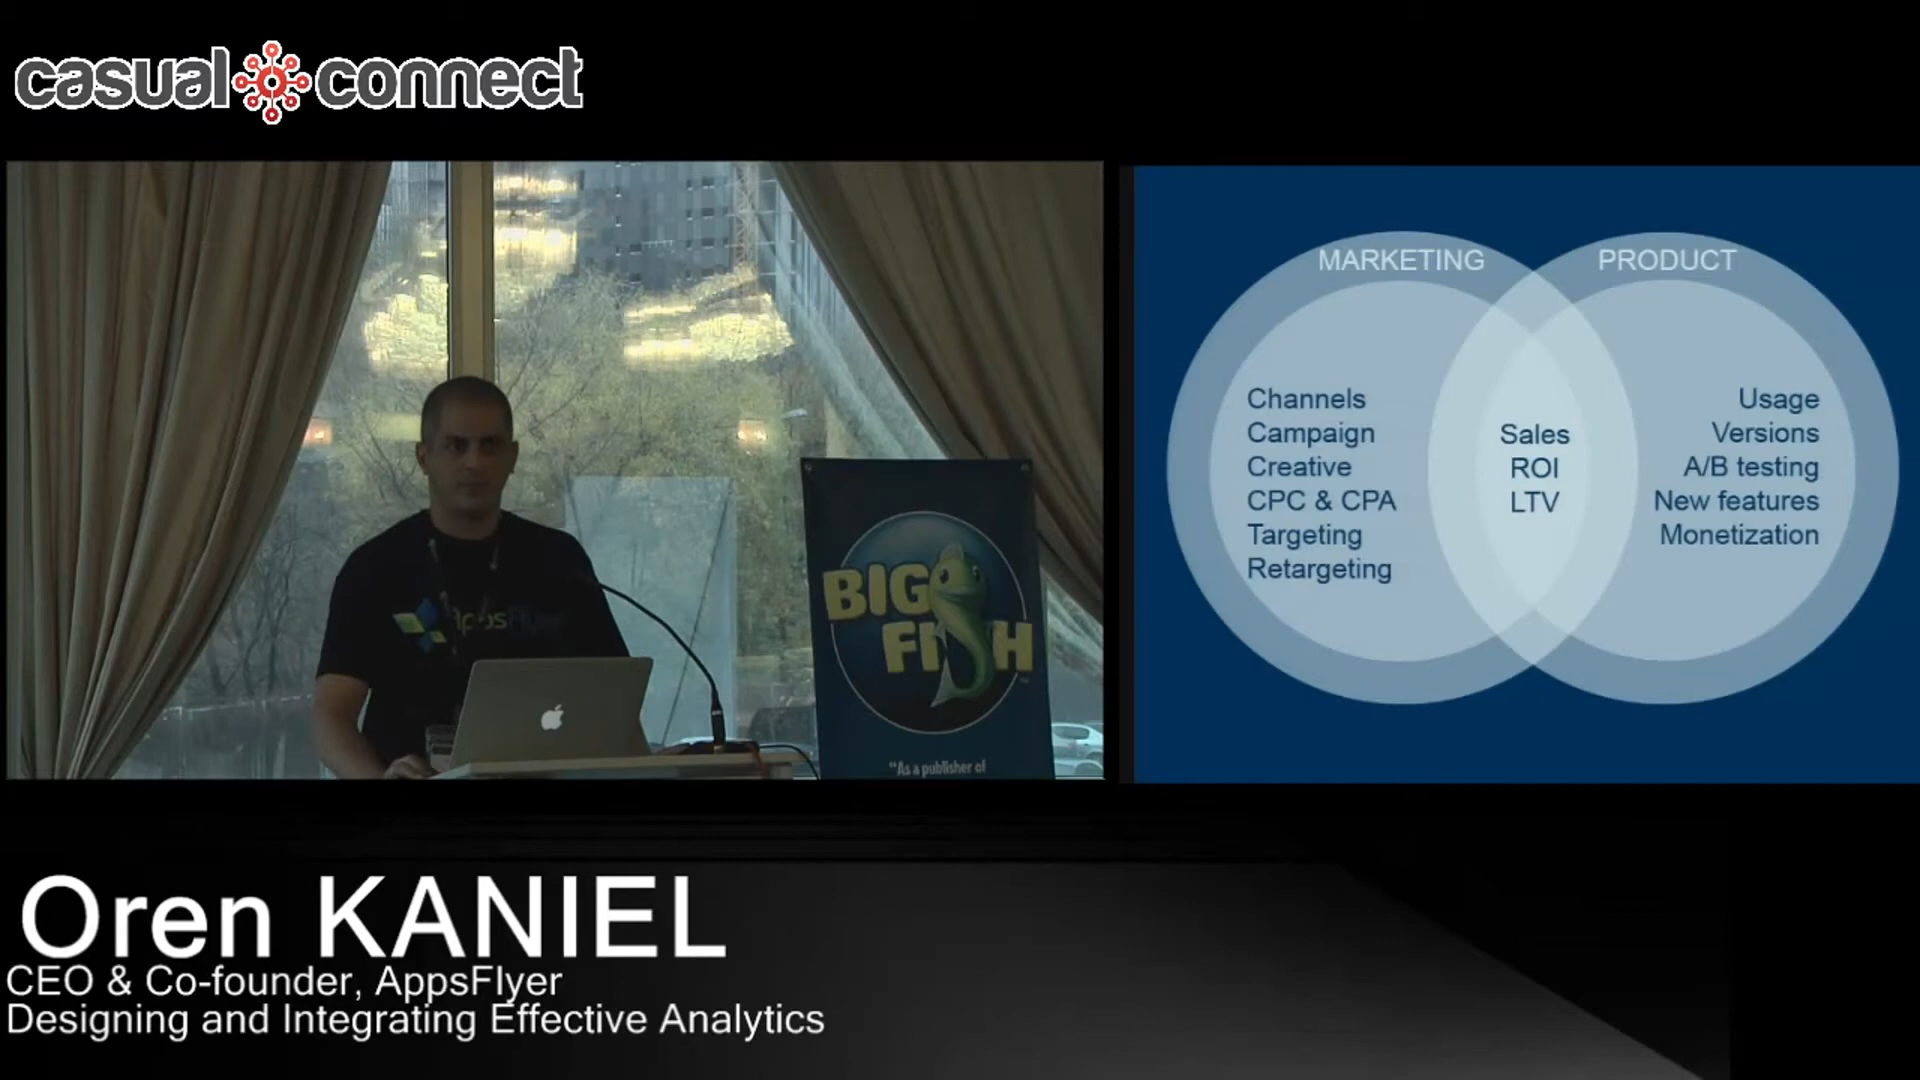 casual connect
AppsFlyer
BIG
FISH
"As a publisher of
MARKETING
PRODUCT
Channels
Campaign
Creative
CPC & CPA
Targeting
Retargeting
Sales
ROI
LTV
Usage
Versions
A/B testing
New features
Monetization
Oren KANIEL
CEO & Co-founder, AppsFlyer
Designing and Integrating Effective Analytics